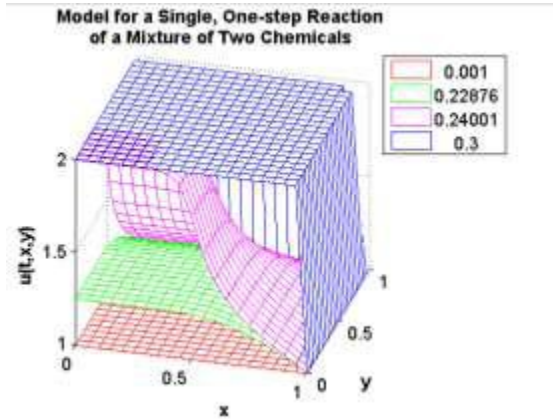 Model for a Single, One-step Reaction
of a Mixture of Two Chemicals
0.001
0.22876
0.24001
0.3
u(t,x,y)
2
1.5
1
0
0.5
1
x
0
0.5
1
y